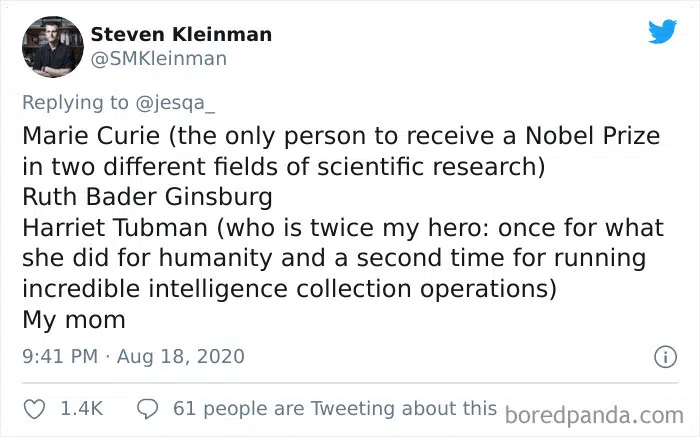 Steven Kleinman
@SMKleinman
Replying to @jesqa_
Marie Curie (the only person to receive a Nobel Prize
in two different fields of scientific research)
Ruth Bader Ginsburg
Harriet Tubman (who is twice my hero: once for what
she did for humanity and a second time for running
incredible intelligence collection operations)
My mom
9:41 PM · Aug 18, 2020
1.4K 61 people are Tweeting about this
boredpanda.com